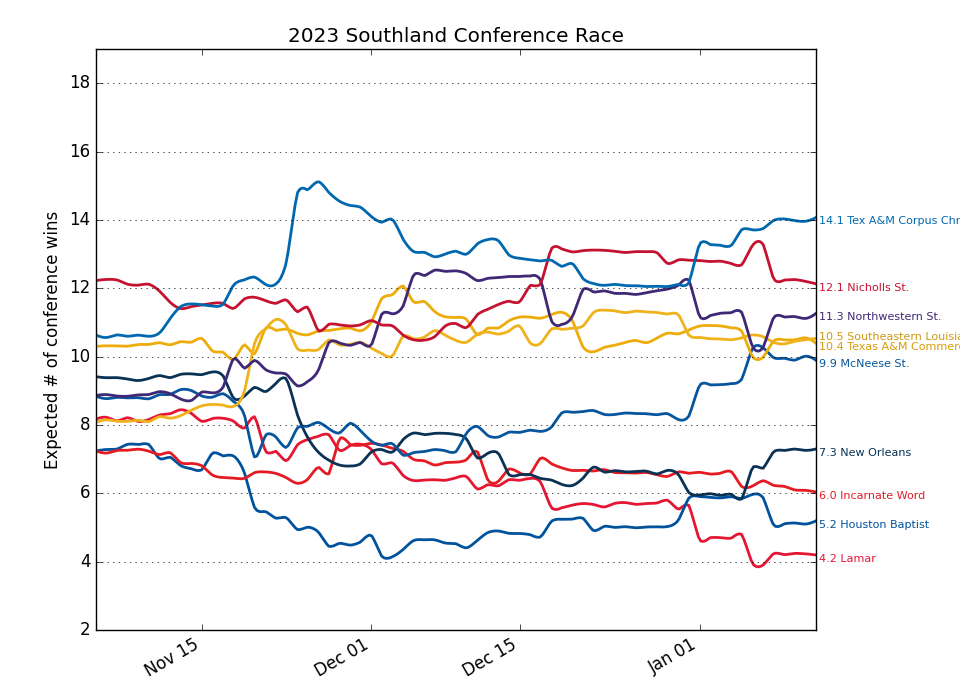 2023 Southland Conference Race
Expected # of conference wins
18
16
14
12
10
8
6
4
2
Nov 15
Dec 01
Dec 15
Jan 01
14.1 Tex A&M Corpus Chr
12.1 Nicholls St.
11.3 Northwestern St.
10.5 Southeastern Louisia
10.4 Texas A&M Commerc
9.9 McNeese St.
7.3 New Orleans
6.0 Incarnate Word
5.2 Houston Baptist
4.2 Lamar